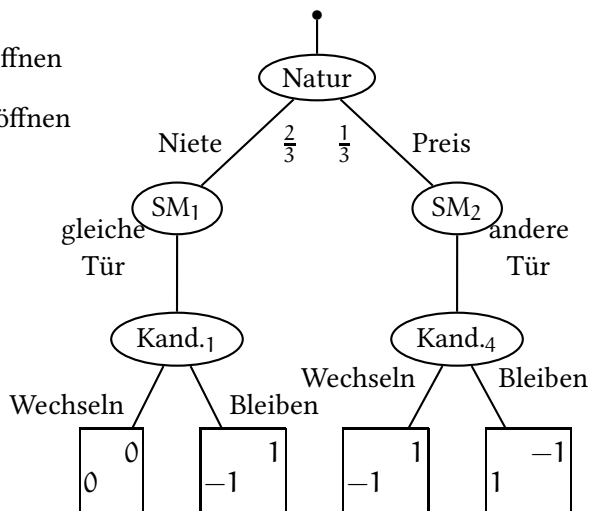 ffnen
öffnen
Natur
Niete 2/3 1/3 Preis
SM₁ SM₂
gleiche
Tür
andere
Tür
Kand.₁ Kand.₄
Wechseln Bleiben Wechseln Bleiben
0 1 1 −1
0 −1 −1 1